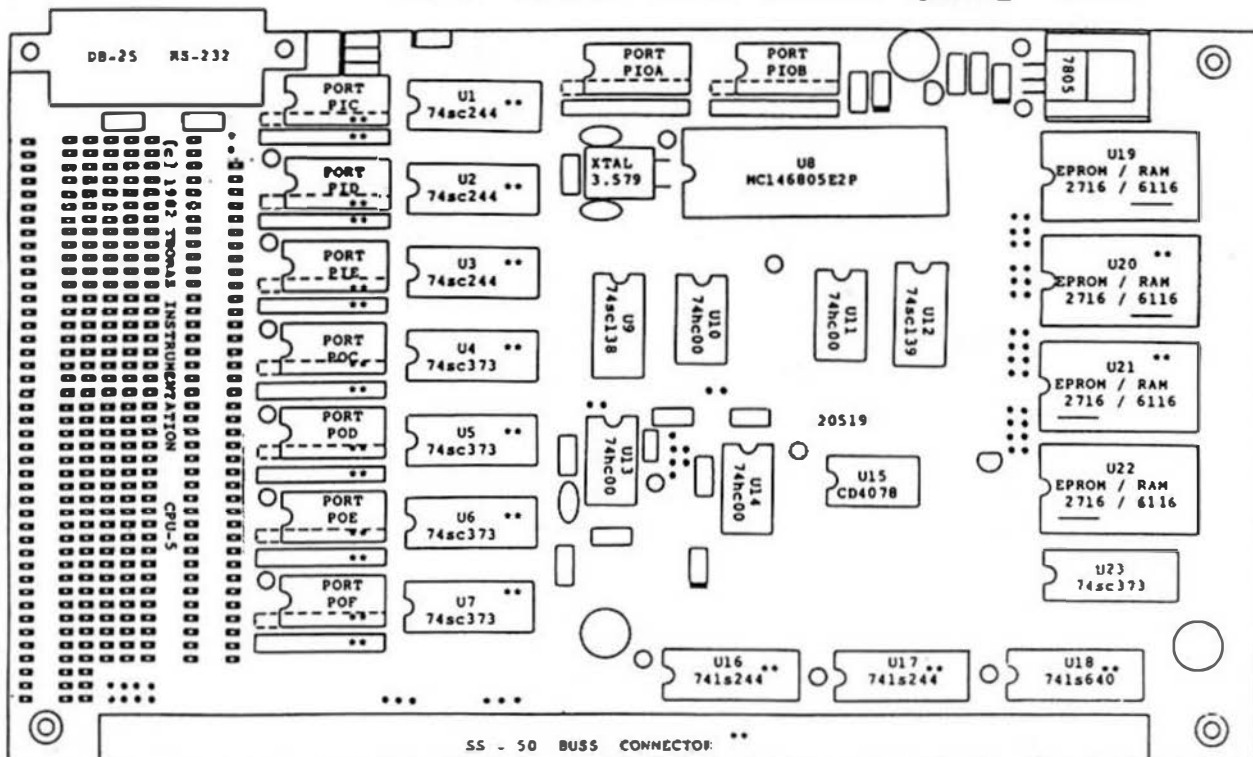 DB-25 RS-232
(c) 1982 THOMAS INSTRUMENTATION CPU-5
PORT
PIC
**
**
U1 **
74sc244
PORT
PID
**
**
U2 **
74sc244
PORT
PIE
**
**
U3 **
74sc244
PORT
POC
**
**
U4 **
74sc373
PORT
POD
**
**
U5 **
74sc373
PORT
POE
**
**
U6 **
74sc373
PORT
POF
**
**
U7 **
74sc373
PORT
PIOA
PORT
PIOB
7805
XTAL
3.579
U8
MC146805E2P
U9
74sc138
U10
74hc00
U11
74hc00
U12
74sc139
U13
74hc00
U14
74hc00
20519
U15
CD4078
U16 **
74ls244
U17 **
74ls244
U18 **
74ls640
U19
EPROM / RAM
2716 / 6116
U20 **
EPROM / RAM
2716 / 6116
U21 **
EPROM / RAM
2716 / 6116
U22
EPROM / RAM
2716 / 6116
U23
74sc373
SS - 50 BUSS CONNECTOR **